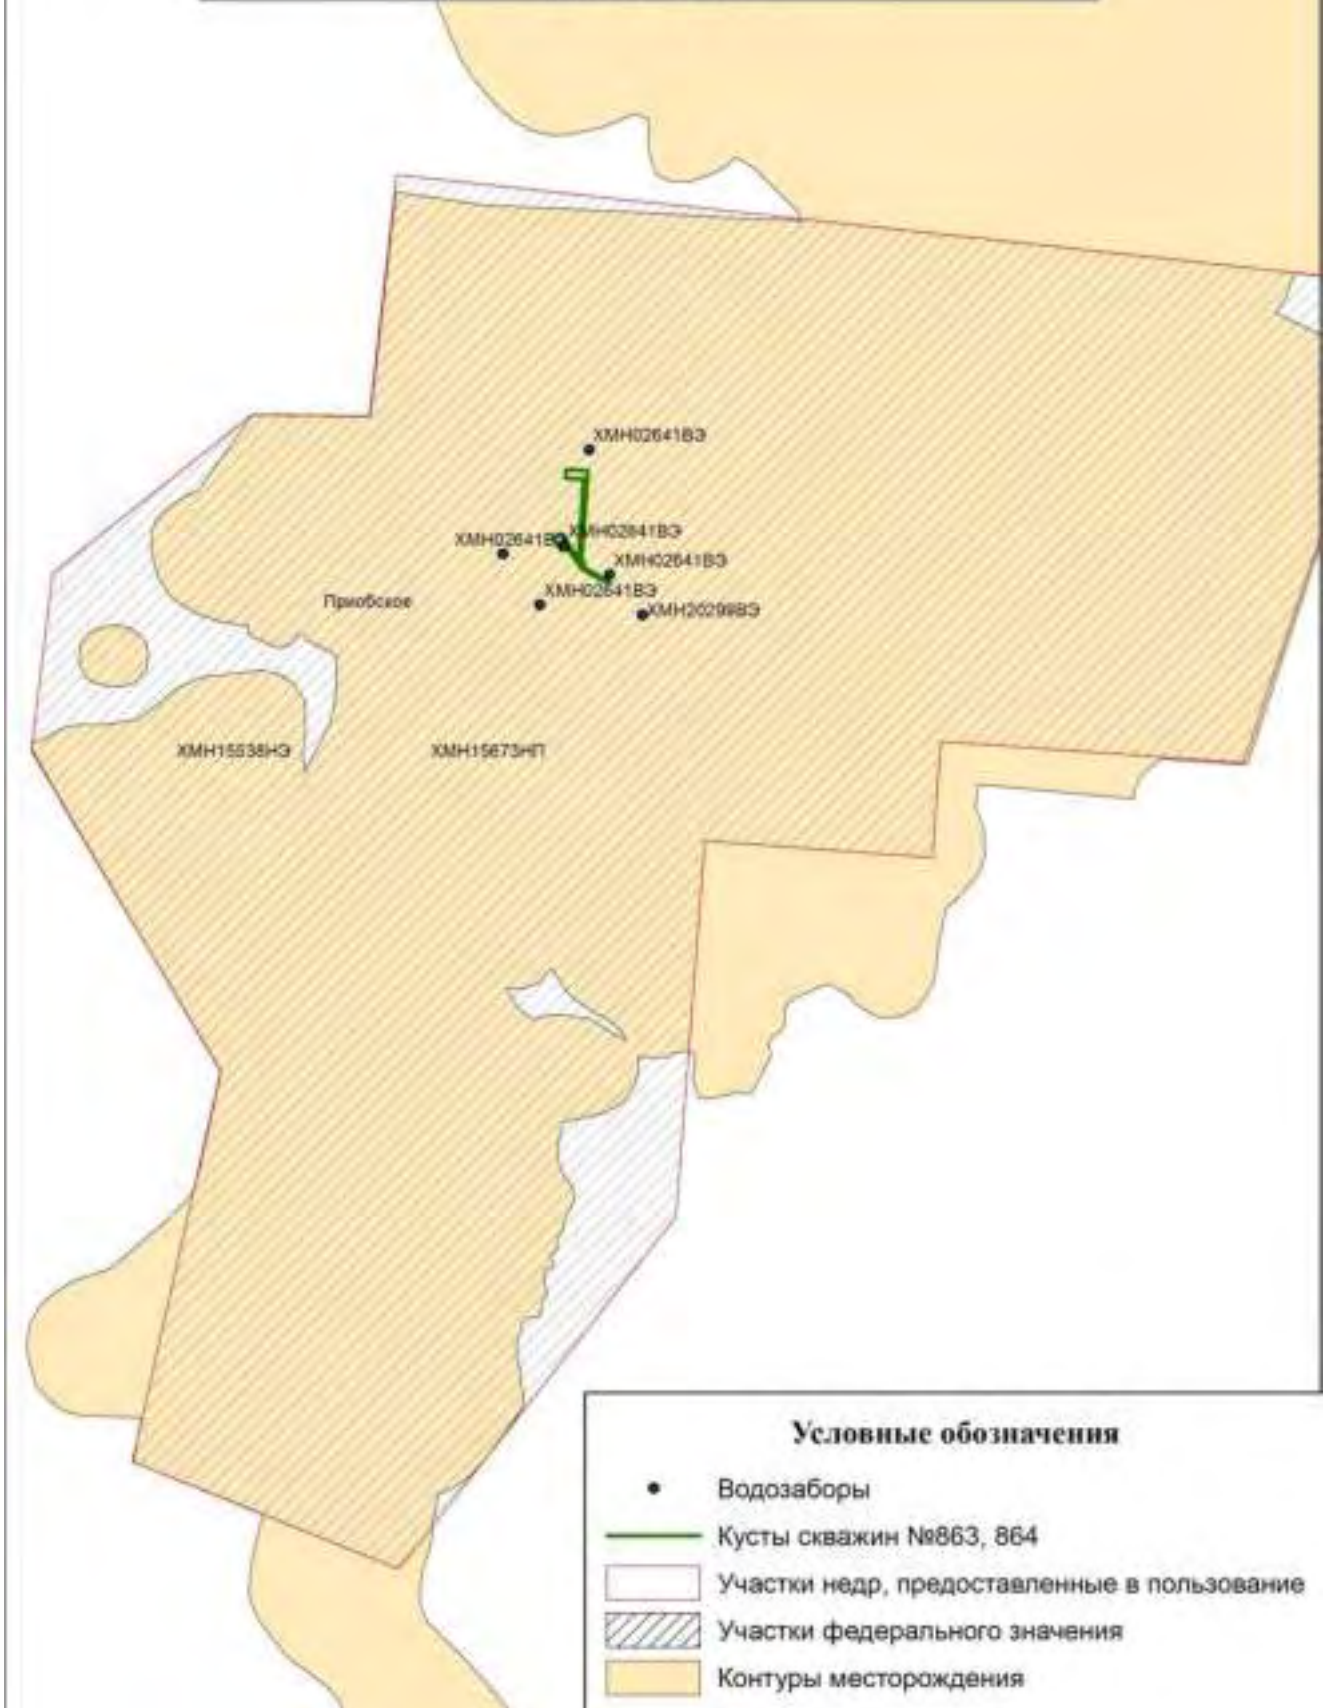 ХМН02641ВЭ
ХМН02641ВЭ
ХМН02641ВЭ
ХМН02641ВЭ
ХМН02641ВЭ
ХМН20299ВЭ
Приобское
ХМН15538НЭ
ХМН15673НП
Условные обозначения
Водозаборы
Кусты скважин №863, 864
Участки недр, предоставленные в пользование
Участки федерального значения
Контуры месторождения